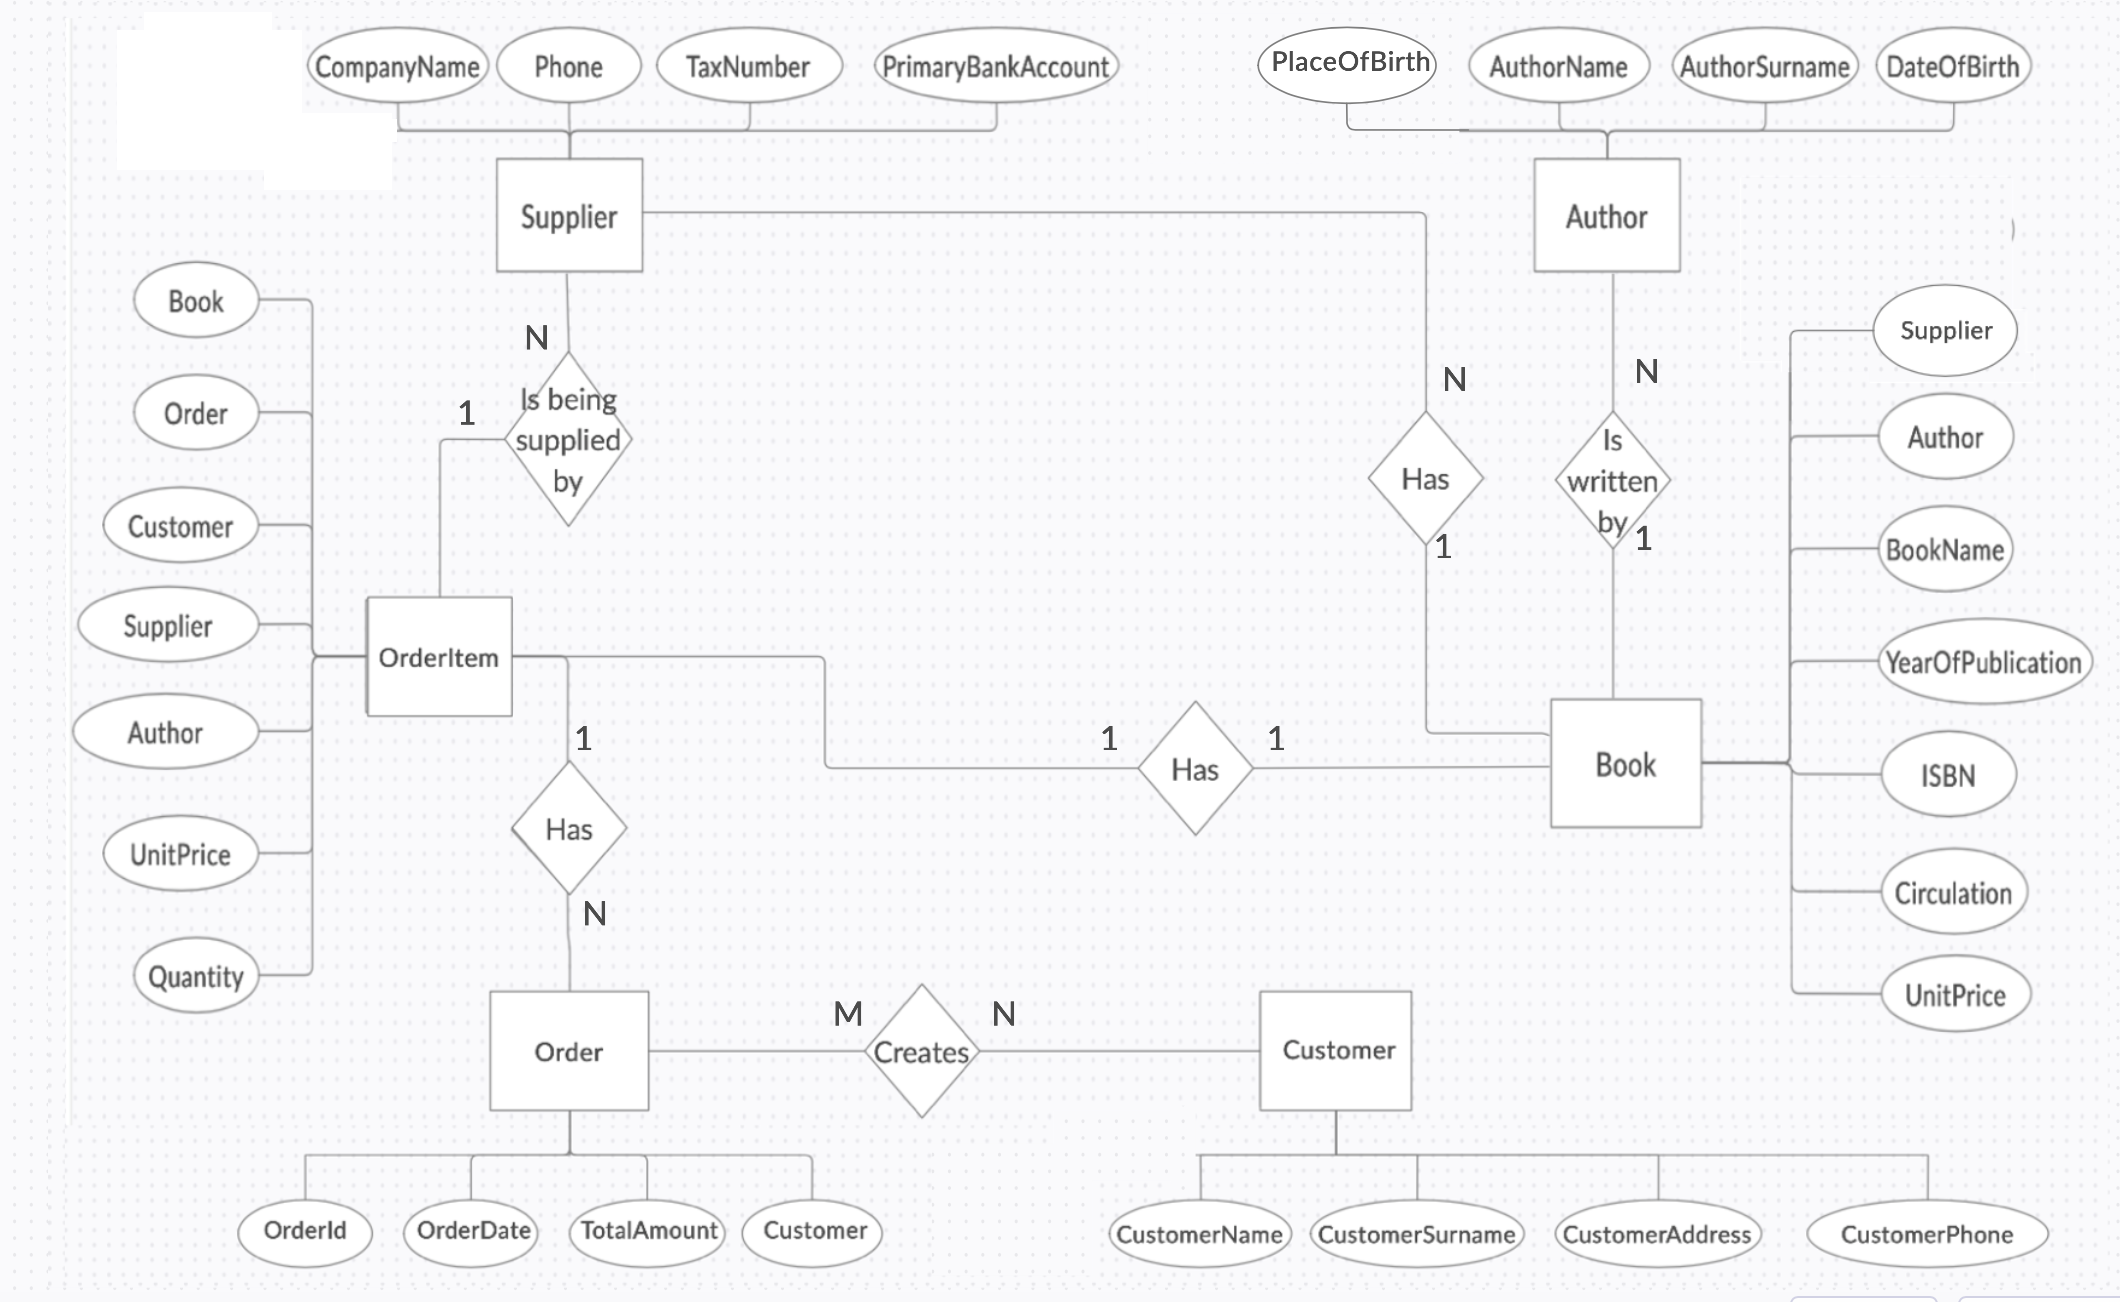 CompanyName
Phone
TaxNumber
PrimaryBankAccount
PlaceOfBirth
AuthorName
AuthorSurname
DateOfBirth
Supplier
Author
Book
Order
Customer
Supplier
Author
UnitPrice
Quantity
N
1
Is being
supplied
by
N
Has
1
N
Is
written
by
1
Supplier
Author
BookName
YearOfPublication
ISBN
Circulation
UnitPrice
OrderItem
1
Has
N
1
Has
1
Book
Order
M
Creates
N
Customer
OrderId
OrderDate
TotalAmount
Customer
CustomerName
CustomerSurname
CustomerAddress
CustomerPhone